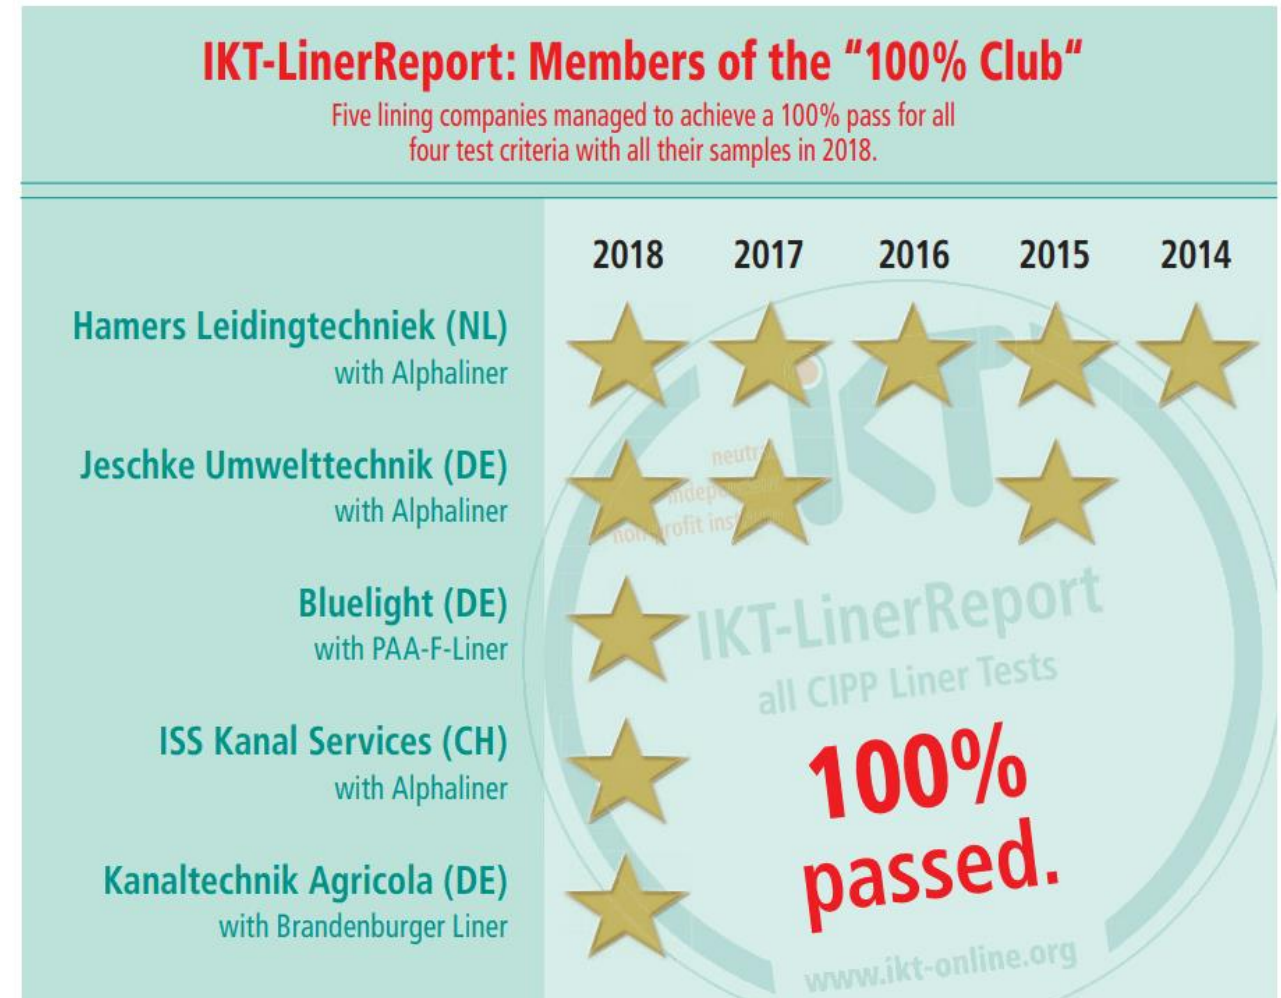 IKT-LinerReport: Members of the “100% Club“
Five lining companies managed to achieve a 100% pass for all
four test criteria with all their samples in 2018.
2018 2017 2016 2015 2014
Hamers Leidingtechniek (NL)
with Alphaliner
Jeschke Umwelttechnik (DE)
with Alphaliner
Bluelight (DE)
with PAA-F-Liner
ISS Kanal Services (CH)
with Alphaliner
Kanaltechnik Agricola (DE)
with Brandenburger Liner
iKT
IKT-LinerReport
all CIPP Liner Tests
100%
passed.
www.ikt-online.org